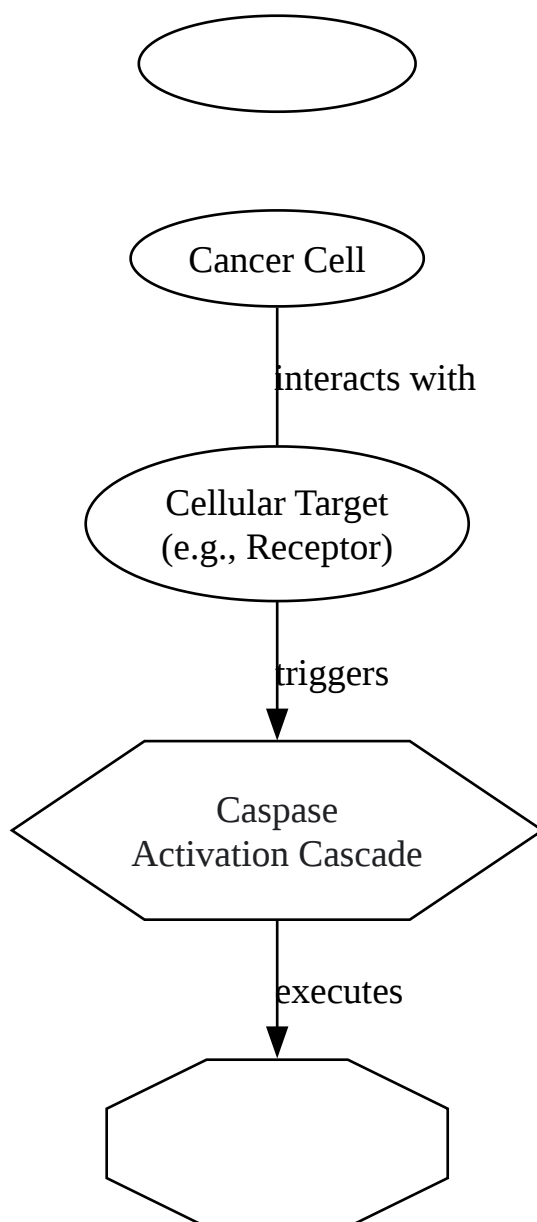 Cancer Cell
interacts with
Cellular Target
(e.g., Receptor)
triggers
Caspase
Activation Cascade
executes